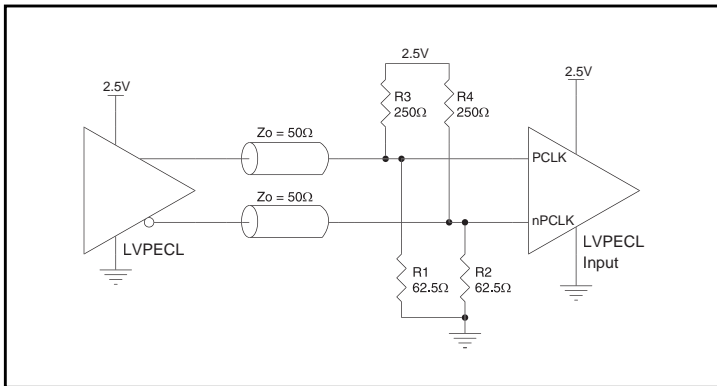 2.5V
2.5V
2.5V
R3
250Ω
R4
250Ω
Zo = 50Ω
PCLK
Zo = 50Ω
nPCLK
LVPECL
LVPECL
Input
R1
62.5Ω
R2
62.5Ω